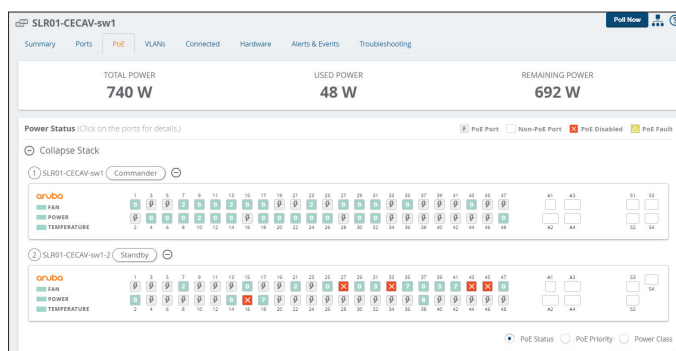 SLR01-CECAV-sw1
Poll Now
Summary Ports PoE VLANs Connected Hardware Alerts & Events Troubleshooting
TOTAL POWER USED POWER REMAINING POWER
740 W 48 W 692 W
Power Status (Click on the ports for details.) PoE Port Non-PoE Port PoE Disabled PoE Fault
Collapse Stack
1 SLR01-CECAV-sw1 Commander
aruba 1 3 5 7 9 11 13 15 17 19 21 23 25 27 29 31 33 35 37 39 41 43 45 47 A1 A3 S1 S3
FAN
POWER
TEMPERATURE 2 4 6 8 10 12 14 16 18 20 22 24 26 28 30 32 34 36 38 40 42 44 46 48 A2 A4 S2 S4
2 SLR01-CECAV-sw1-2 Standby
aruba 1 3 5 7 9 11 13 15 17 19 21 23 25 27 29 31 33 35 37 39 41 43 45 47 A1 A3 S3
FAN S4
POWER
TEMPERATURE 2 4 6 8 10 12 14 16 18 20 22 24 26 28 30 32 34 36 38 40 42 44 46 48 A2 A4 S2
PoE Status PoE Priority Power Class